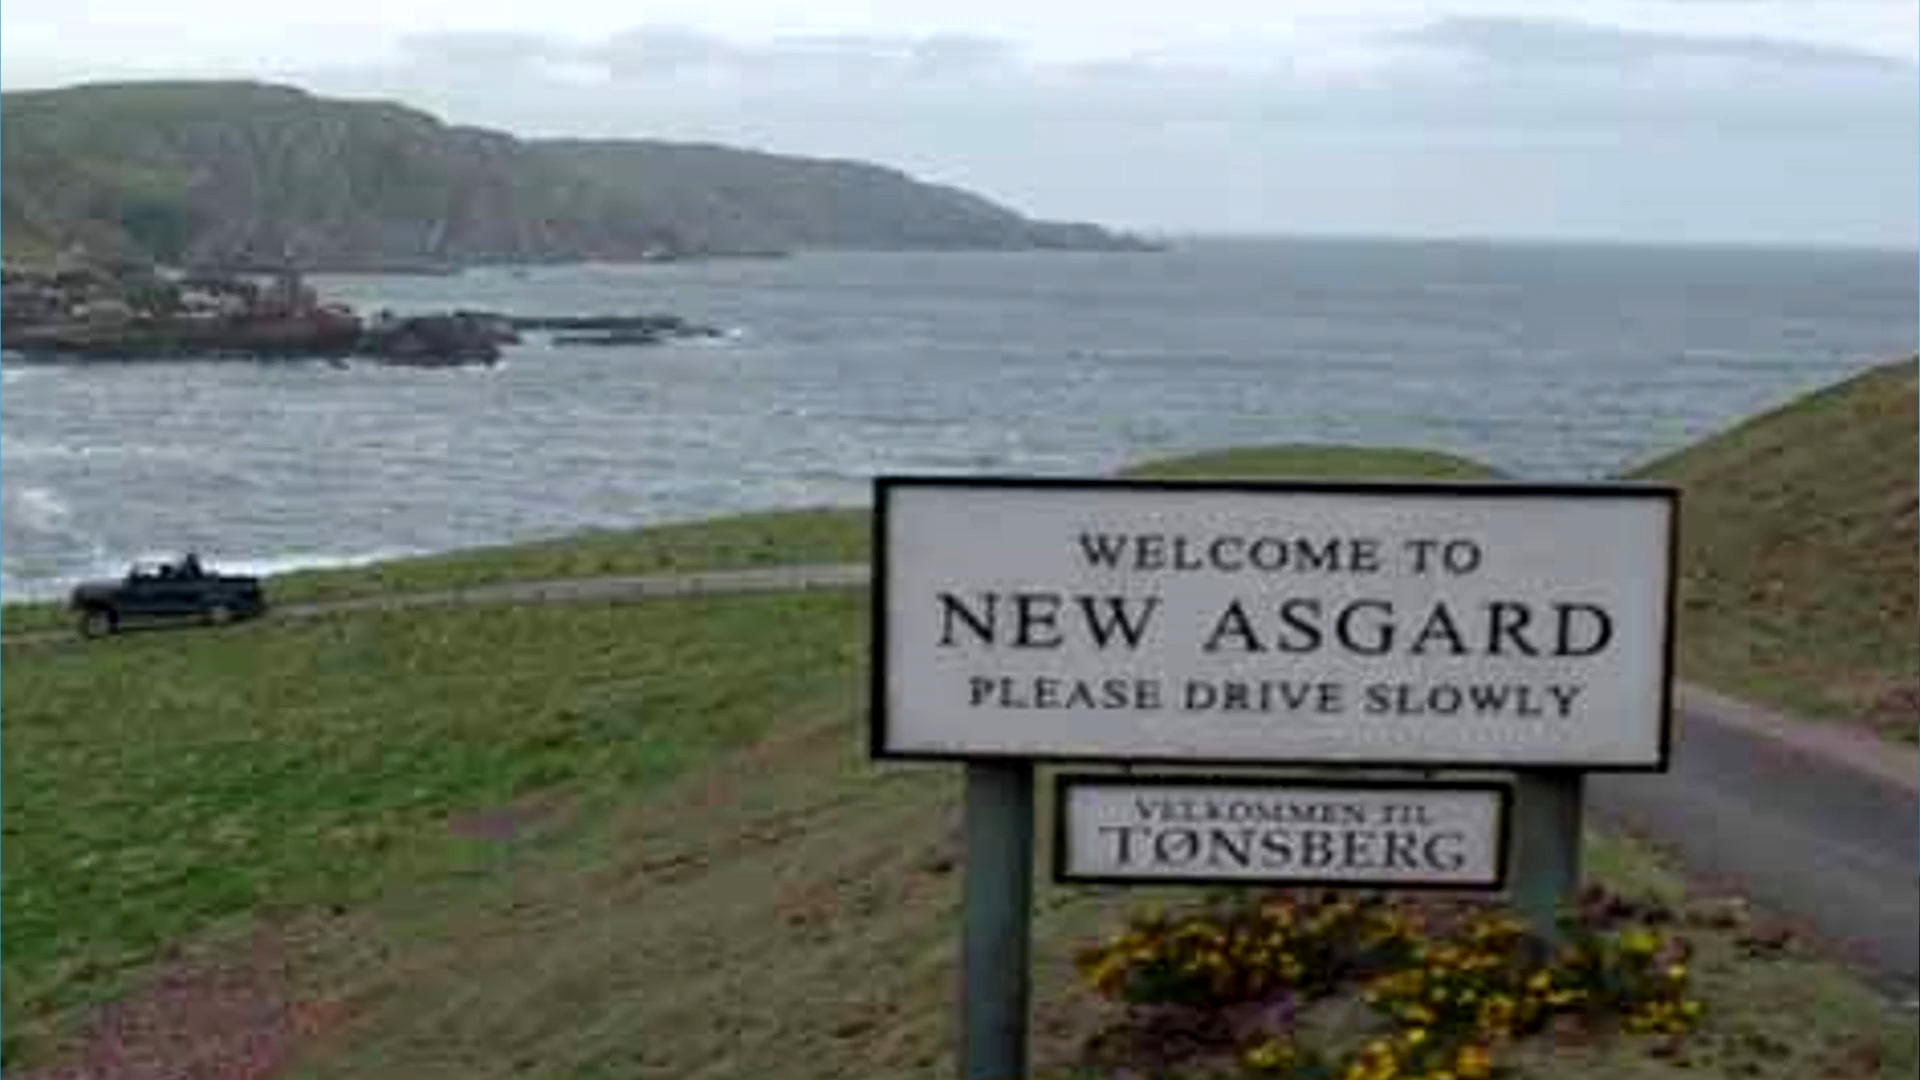 WELCOME TO
NEW ASGARD
PLEASE DRIVE SLOWLY
VELKOMMEN TIL
TØNSBERG